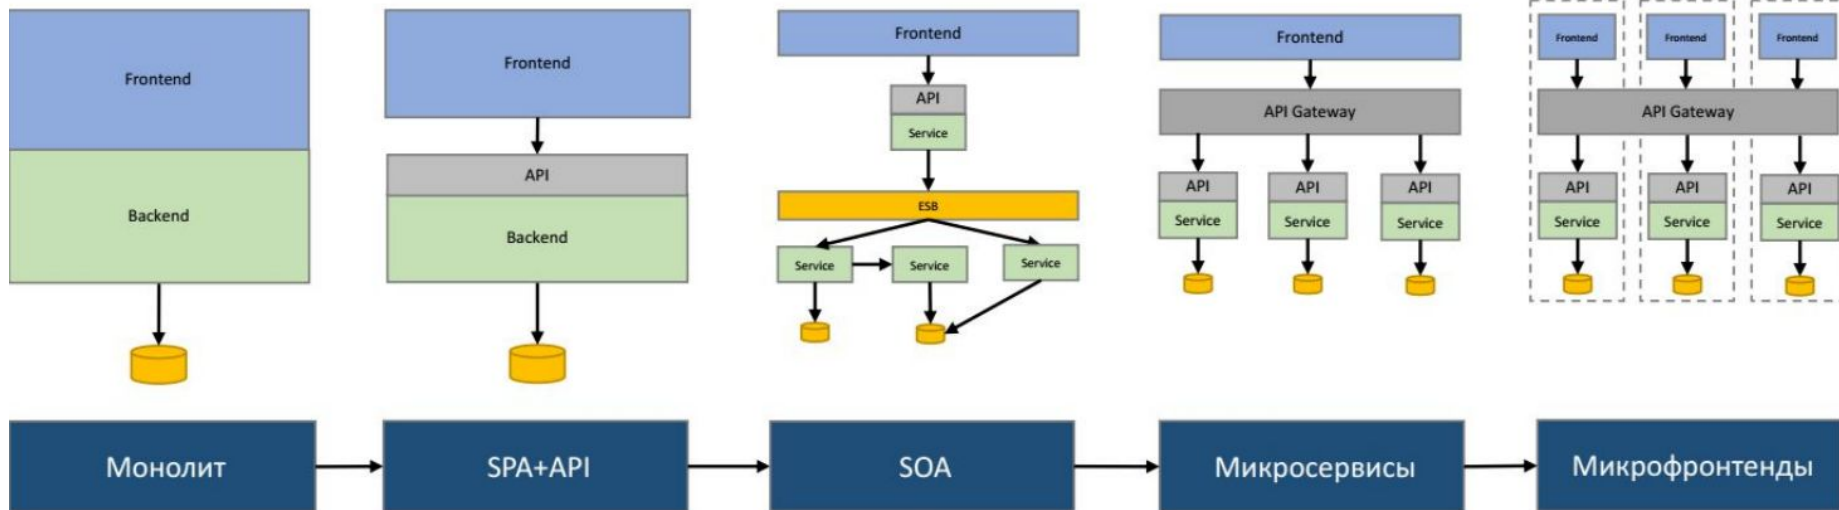 Frontend
Backend
Frontend
API
Backend
Frontend
API
Service
ESB
Service
Service
Service
Frontend
API Gateway
API
Service
API
Service
API
Service
Frontend
Frontend
Frontend
API Gateway
API
Service
API
Service
API
Service
Монолит
SPA+API
SOA
Микросервисы
Микрофронтенды